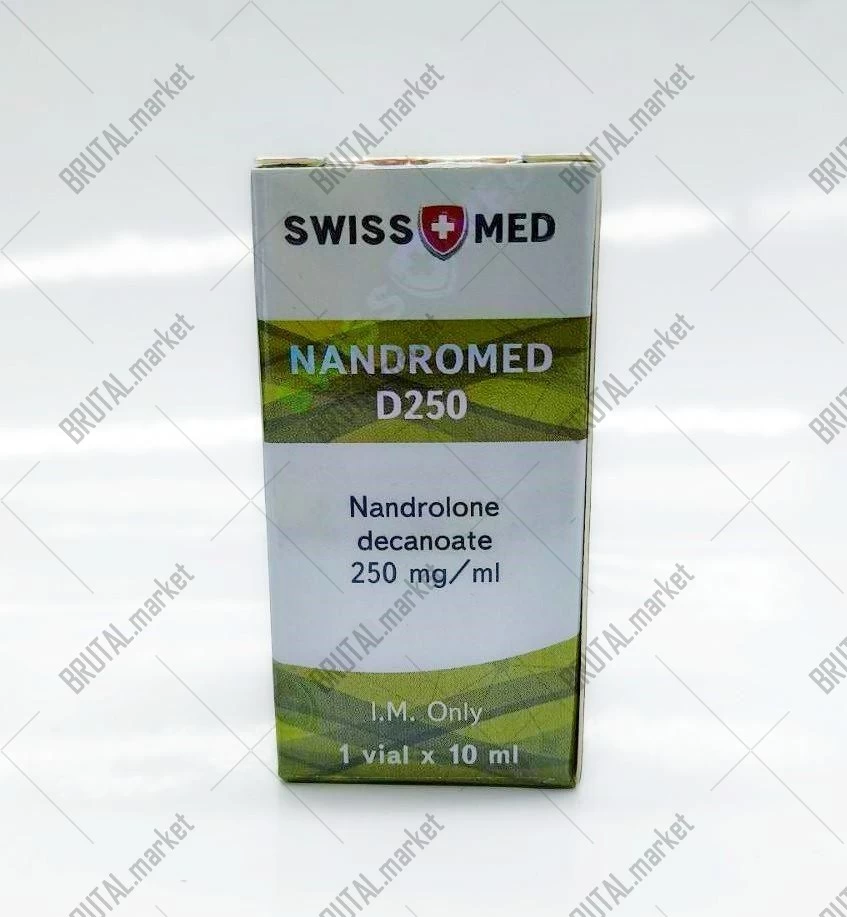 SWISS MED
NANDROMED
D250
Nandrolone
decanoate
250 mg/ml
I.M. Only
1 vial x 10 ml
BRUTAL.market